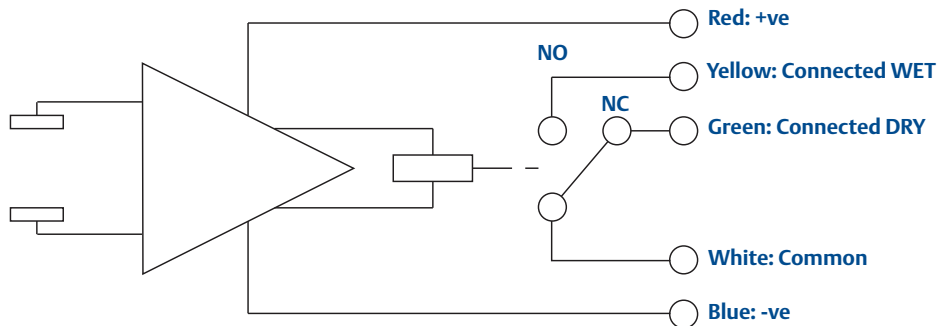 Red: +ve
NO
Yellow: Connected WET
NC
Green: Connected DRY
White: Common
Blue: -ve